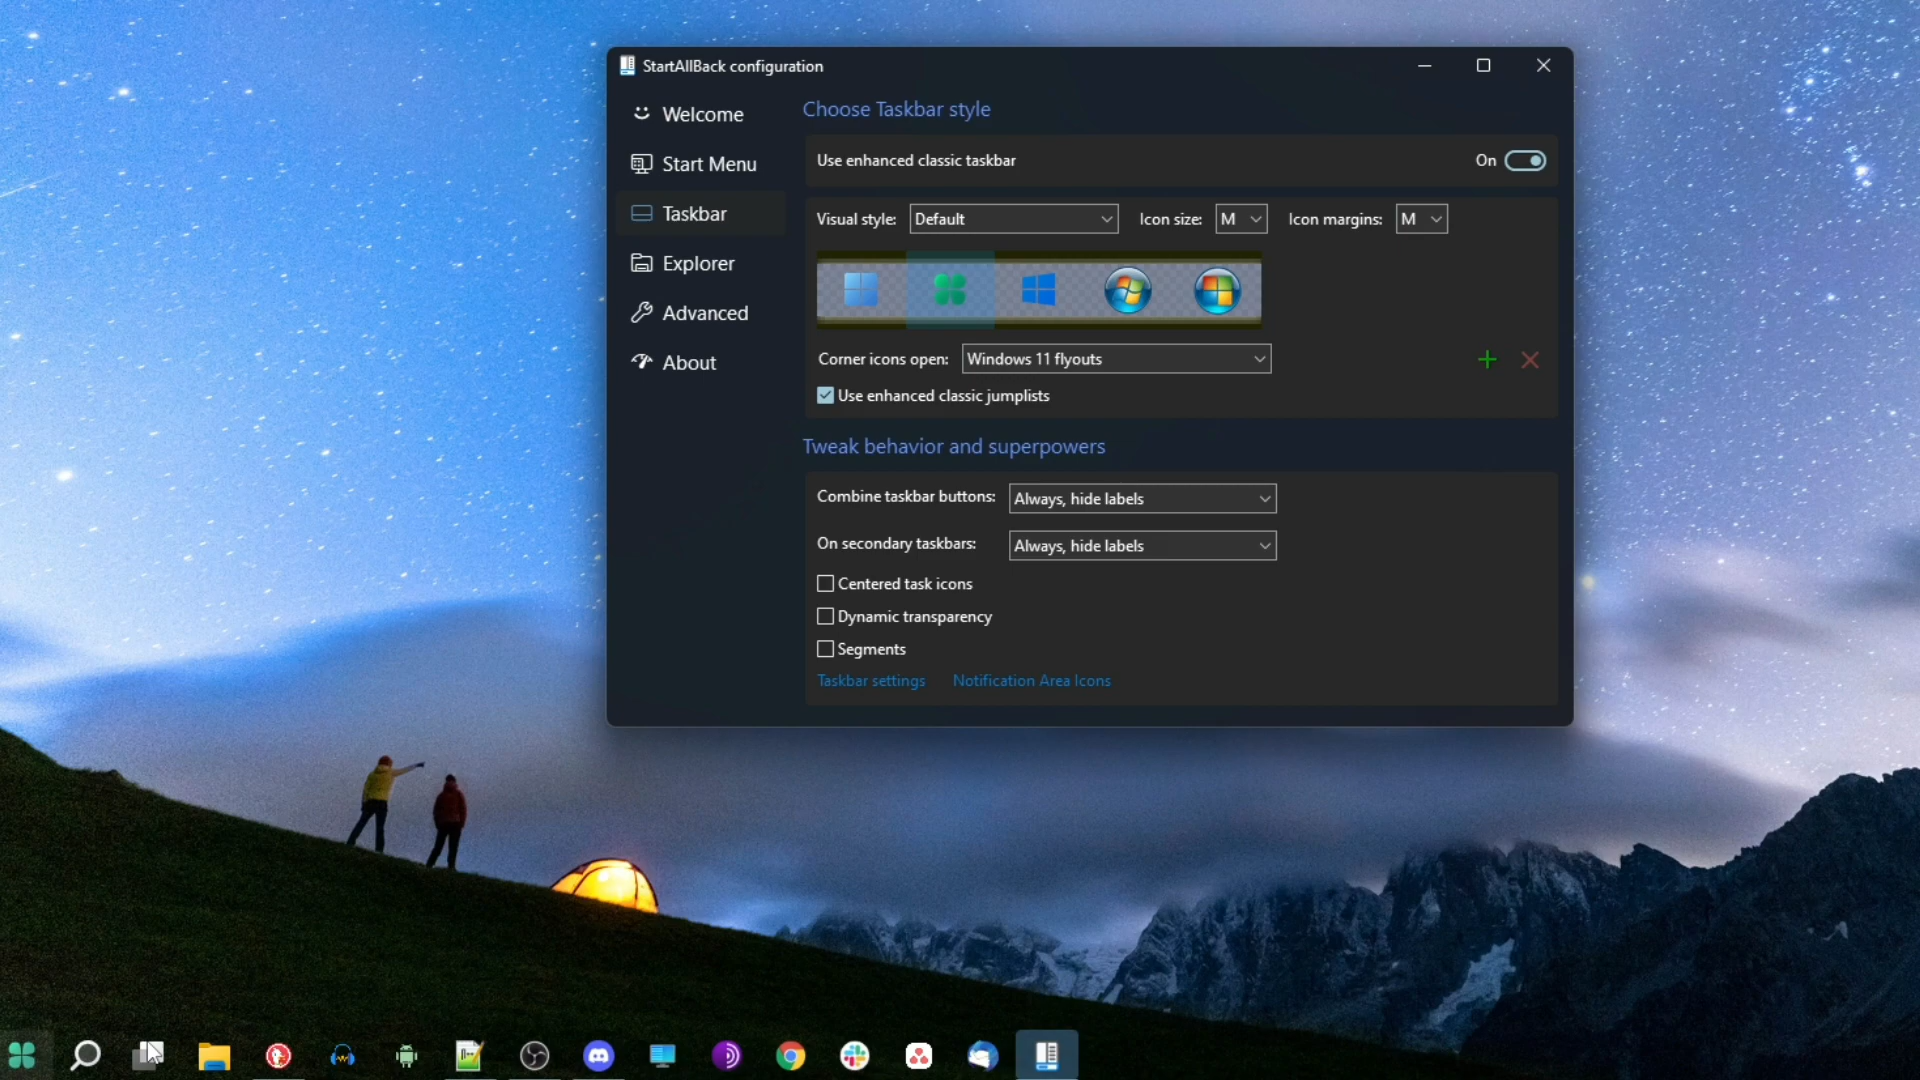 StartAllBack configuration
Welcome
Start Menu
Taskbar
Explorer
Advanced
About
Choose Taskbar style
Use enhanced classic taskbar On
Visual style: Default Icon size: M Icon margins: M
Corner icons open: Windows 11 flyouts
Use enhanced classic jumplists
Tweak behavior and superpowers
Combine taskbar buttons: Always, hide labels
On secondary taskbars: Always, hide labels
Centered task icons
Dynamic transparency
Segments
Taskbar settings Notification Area Icons